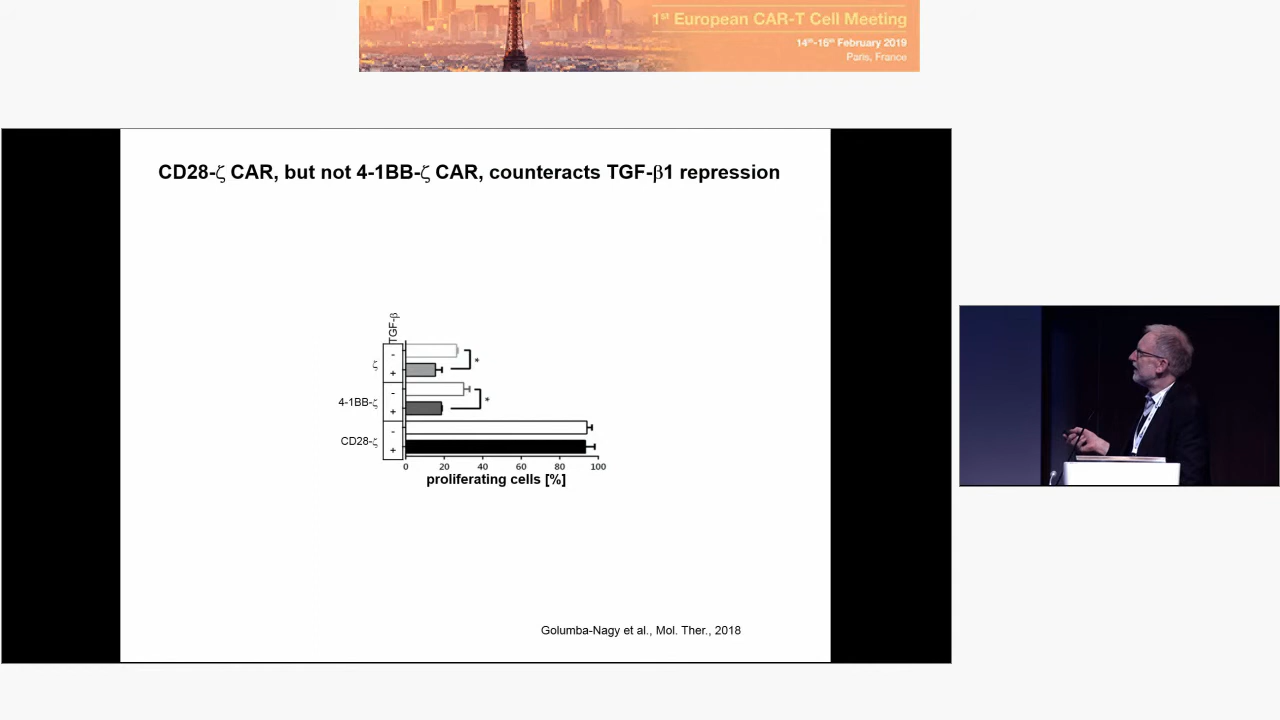 1st European CAR-T Cell Meeting
14th-16th February 2019
Paris, France
CD28-ζ CAR, but not 4-1BB-ζ CAR, counteracts TGF-β1 repression
TGF-β
ζ
-
+
*
4-1BB-ζ
-
+
*
CD28-ζ
-
+
0 20 40 60 80 100
proliferating cells [%]
Golumba-Nagy et al., Mol. Ther., 2018